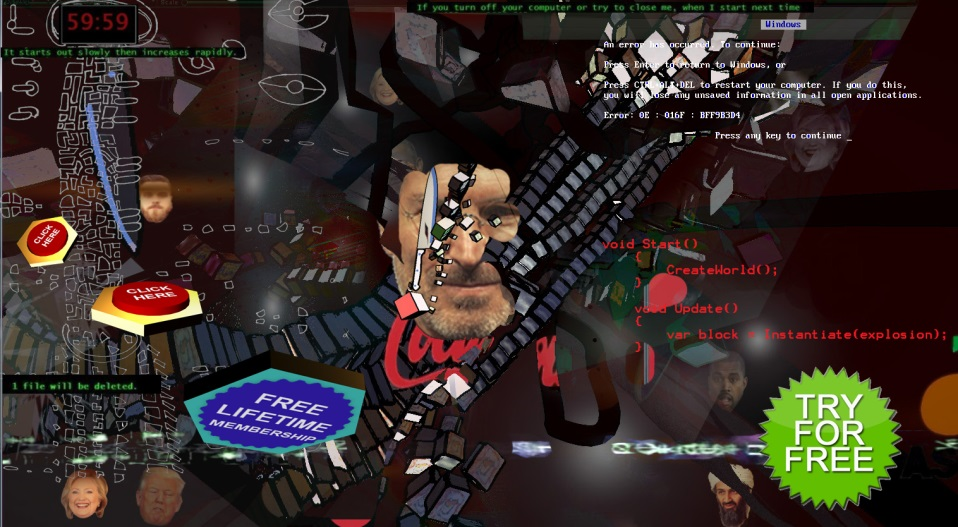 If you turn off your computer or try to close me, when I start next time
59:59
Windows
It starts out slowly then increases rapidly.
An error has occurred. To continue:
Press Enter to return to Windows, or
Press CTRL+ALT+DEL to restart your computer. If you do this,
you will lose any unsaved information in all open applications.
Error: 0E : 016F : BFF9B3D4
Press any key to continue _
CLICK
HERE
void Start()
{
CreateWorld();
}
CLICK
HERE
void Update()
{
var block = Instantiate(explosion);
}
1 file will be deleted.
FREE
LIFETIME
MEMBERSHIP
TRY
FOR
FREE